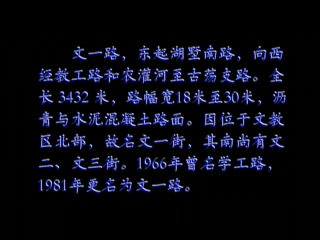 文一路，东起湖墅南路，向西
经教工路和农灌河至古荡支路。全
长3432米，路幅宽18米至30米，沥
青与水泥混凝土路面。因位于文教
区北部，故名文一街，其南尚有文
二、文三街。1966年曾名学工路，
1981年更名为文一路。